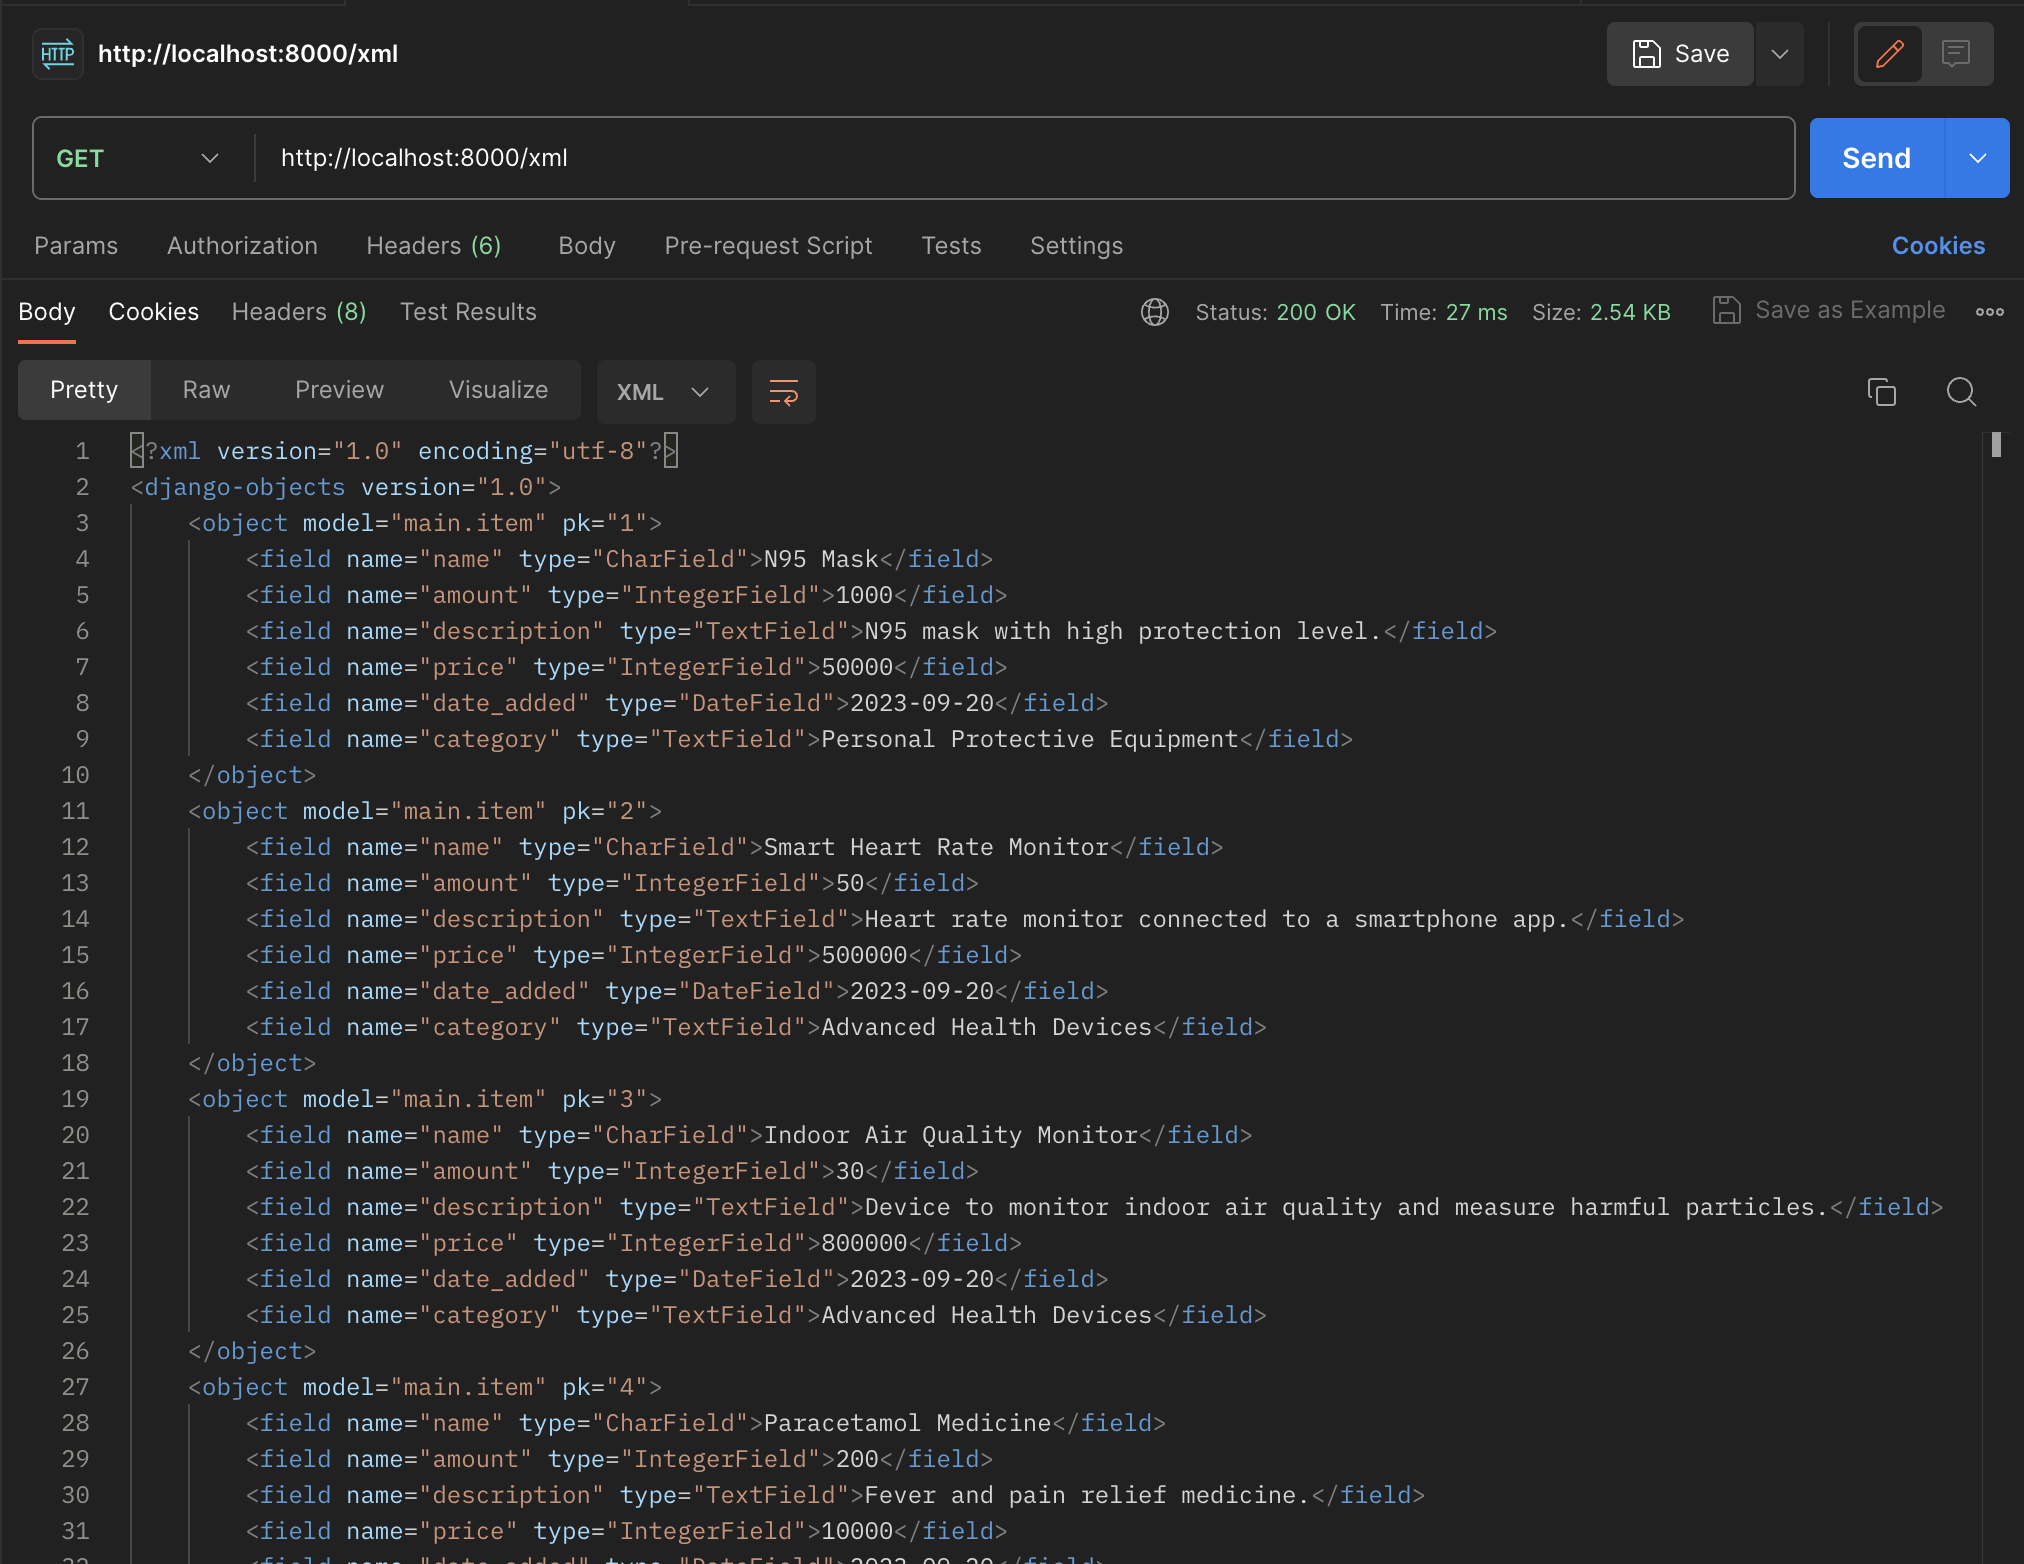 HTTP http://localhost:8000/xml Save
GET http://localhost:8000/xml Send
Params Authorization Headers (6) Body Pre-request Script Tests Settings Cookies
Body Cookies Headers (8) Test Results Status: 200 OK Time: 27 ms Size: 2.54 KB Save as Example
Pretty Raw Preview Visualize XML
1 <?xml version="1.0" encoding="utf-8"?>
2 <django-objects version="1.0">
3 <object model="main.item" pk="1">
4 <field name="name" type="CharField">N95 Mask</field>
5 <field name="amount" type="IntegerField">1000</field>
6 <field name="description" type="TextField">N95 mask with high protection level.</field>
7 <field name="price" type="IntegerField">50000</field>
8 <field name="date_added" type="DateField">2023-09-20</field>
9 <field name="category" type="TextField">Personal Protective Equipment</field>
10 </object>
11 <object model="main.item" pk="2">
12 <field name="name" type="CharField">Smart Heart Rate Monitor</field>
13 <field name="amount" type="IntegerField">50</field>
14 <field name="description" type="TextField">Heart rate monitor connected to a smartphone app.</field>
15 <field name="price" type="IntegerField">500000</field>
16 <field name="date_added" type="DateField">2023-09-20</field>
17 <field name="category" type="TextField">Advanced Health Devices</field>
18 </object>
19 <object model="main.item" pk="3">
20 <field name="name" type="CharField">Indoor Air Quality Monitor</field>
21 <field name="amount" type="IntegerField">30</field>
22 <field name="description" type="TextField">Device to monitor indoor air quality and measure harmful particles.</field>
23 <field name="price" type="IntegerField">800000</field>
24 <field name="date_added" type="DateField">2023-09-20</field>
25 <field name="category" type="TextField">Advanced Health Devices</field>
26 </object>
27 <object model="main.item" pk="4">
28 <field name="name" type="CharField">Paracetamol Medicine</field>
29 <field name="amount" type="IntegerField">200</field>
30 <field name="description" type="TextField">Fever and pain relief medicine.</field>
31 <field name="price" type="IntegerField">10000</field>
32 <field name="date_added" type="DateField">2023-09-20</field>